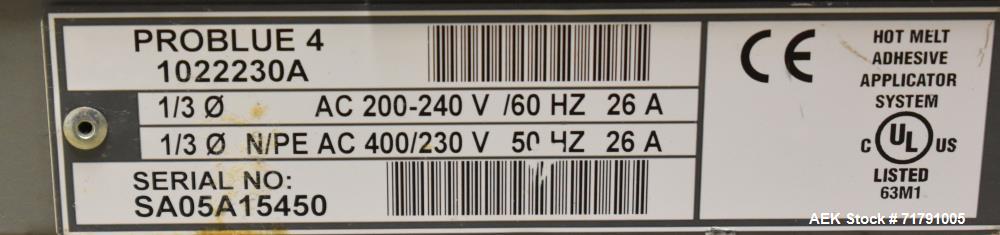 PROBLUE 4
1022230A
1/3 Ø AC 200-240 V /60 HZ 26 A
1/3 Ø N/PE AC 400/230 V 50 HZ 26 A
SERIAL NO:
SA05A15450
CE
HOT MELT
ADHESIVE
APPLICATOR
SYSTEM
C UL US
LISTED
63M1
AEK Stock # 71791005